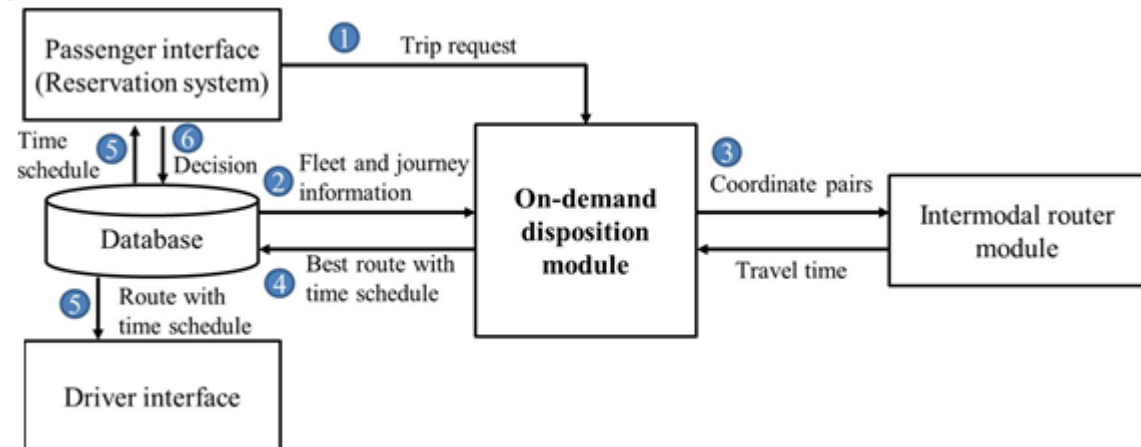 Passenger interface
(Reservation system)
1
Trip request
Time
schedule
5
6
Decision
2
Fleet and journey
information
3
Coordinate pairs
On-demand
disposition
module
Intermodal router
module
Database
4
Best route with
time schedule
Travel time
5
Route with
time schedule
Driver interface